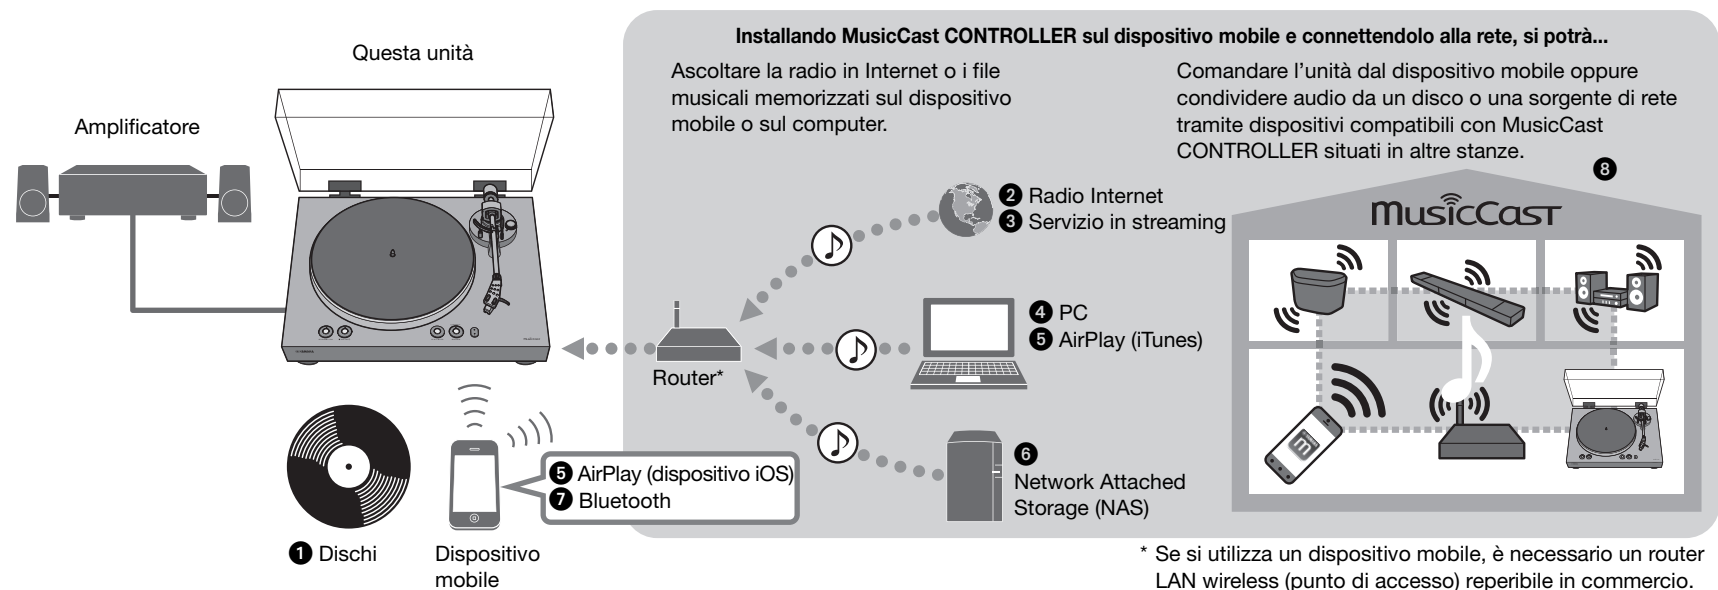 Questa unità
Amplificatore
Installando MusicCast CONTROLLER sul dispositivo mobile e connettendolo alla rete, si potrà...
Ascoltare la radio in Internet o i file
musicali memorizzati sul dispositivo
mobile o sul computer.
Comandare l'unità dal dispositivo mobile oppure
condividere audio da un disco o una sorgente di rete
tramite dispositivi compatibili con MusicCast
CONTROLLER situati in altre stanze.
8
MusicCast
2 Radio Internet
3 Servizio in streaming
4 PC
5 AirPlay (iTunes)
Router*
6
Network Attached
Storage (NAS)
5 AirPlay (dispositivo iOS)
7 Bluetooth
1 Dischi
Dispositivo
mobile
* Se si utilizza un dispositivo mobile, è necessario un router
LAN wireless (punto di accesso) reperibile in commercio.